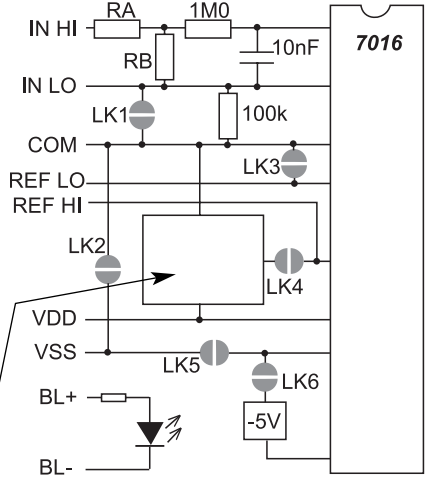 RA 1M0
IN HI
7016
10nF
RB
IN LO
LK1
100k
COM
LK3
REF LO
REF HI
LK2
LK4
VDD
VSS
LK5
LK6
BL+
-5V
BL-